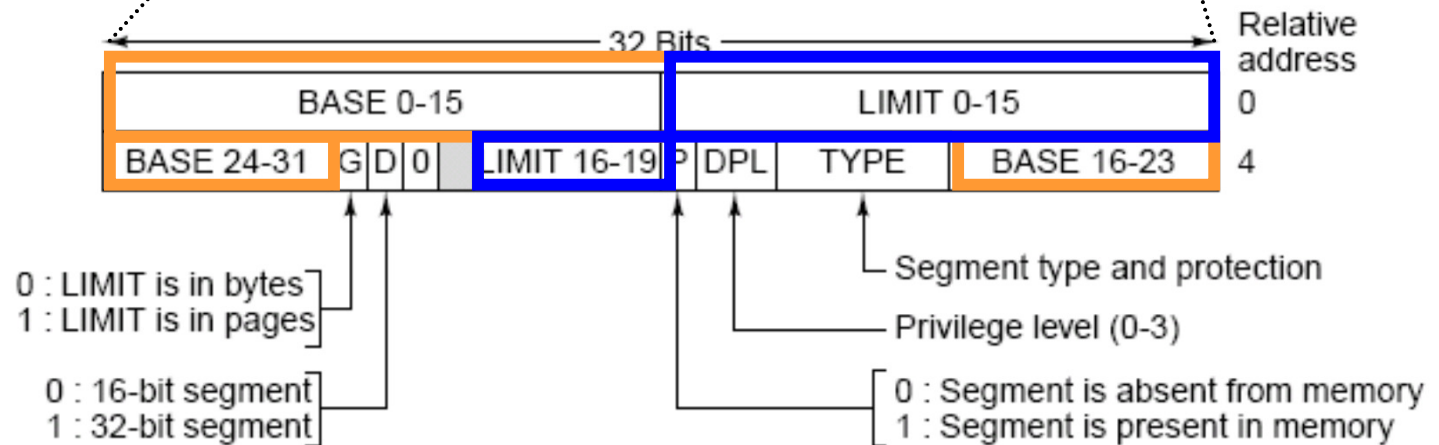 32 Bits
Relative
address
BASE 0-15 LIMIT 0-15 0
BASE 24-31 G D 0 LIMIT 16-19 P DPL TYPE BASE 16-23 4
0 : LIMIT is in bytes
1 : LIMIT is in pages
Segment type and protection
Privilege level (0-3)
0 : 16-bit segment
1 : 32-bit segment
0 : Segment is absent from memory
1 : Segment is present in memory